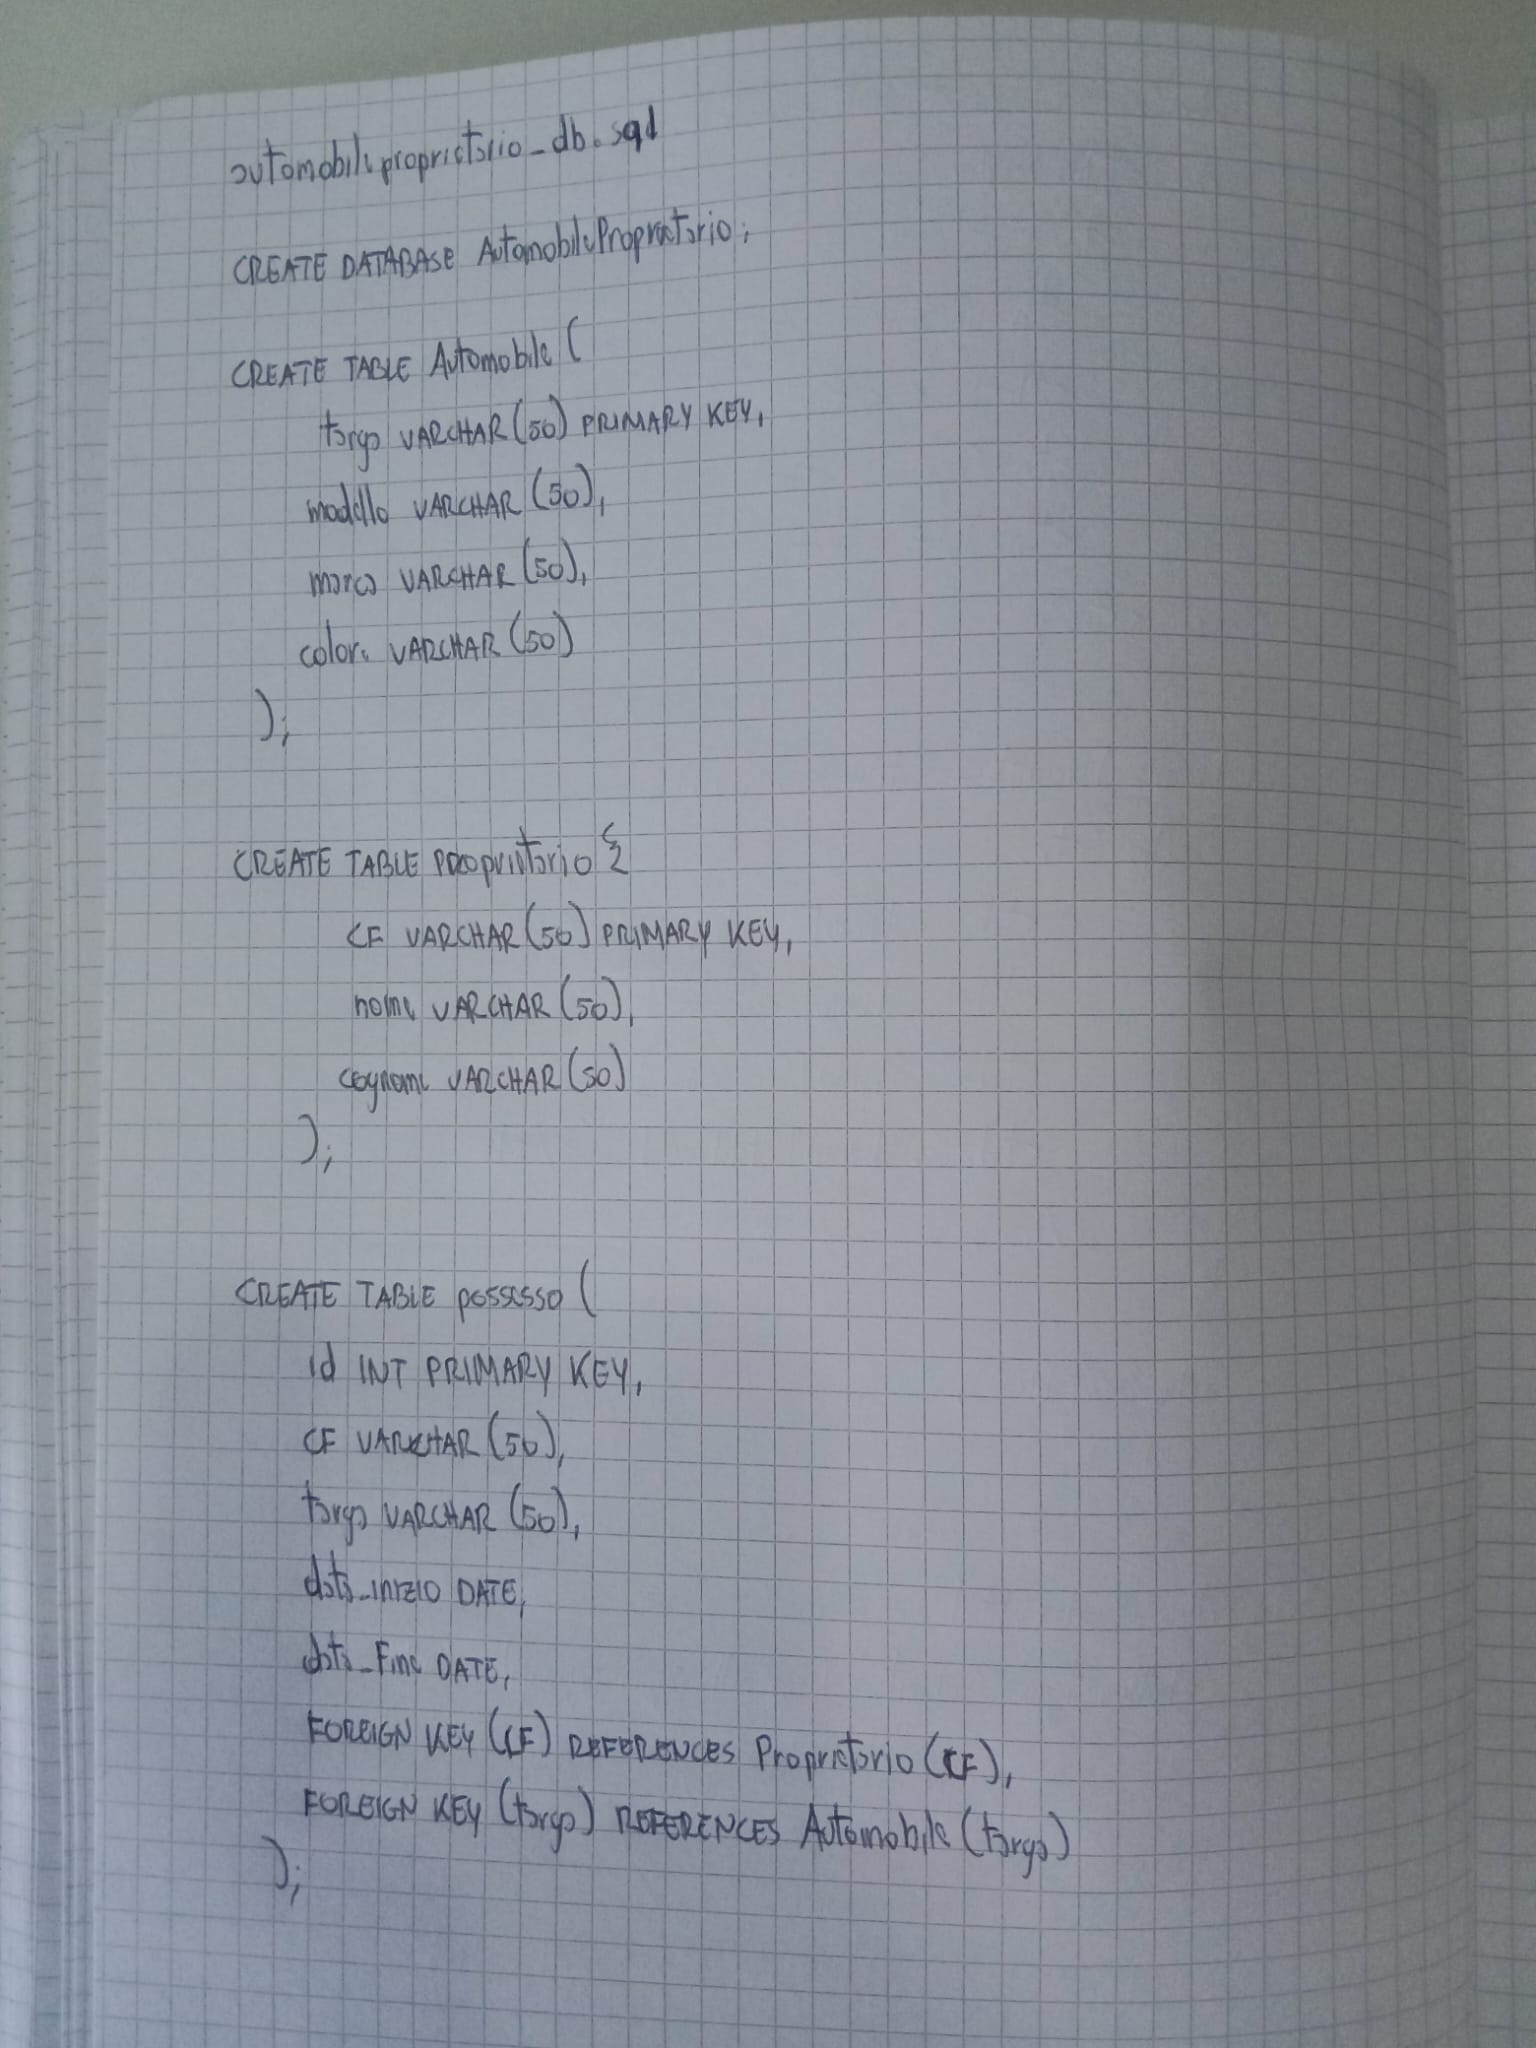 automobileproprietario_db.sql
CREATE DATABASE AutomobileProprietario;
CREATE TABLE Automobile (
targa VARCHAR(50) PRIMARY KEY,
modello VARCHAR (50),
marca VARCHAR (50),
colore VARCHAR (50)
);
CREATE TABLE Proprietario {
CF VARCHAR (50) PRIMARY KEY,
nome VARCHAR (50),
cognome VARCHAR (50)
);
CREATE TABLE possesso (
id INT PRIMARY KEY,
CF VARCHAR (50),
targa VARCHAR (50),
data_inizio DATE,
data_Fine DATE,
FOREIGN KEY (CF) REFERENCES Proprietario (CF),
FOREIGN KEY (targa) REFERENCES Automobile (targa)
);